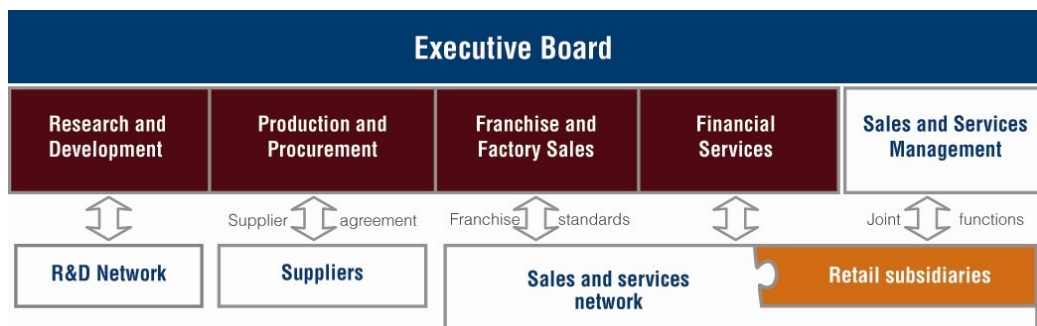 Executive Board
Research and
Development
Production and
Procurement
Franchise and
Factory Sales
Financial
Services
Sales and Services
Management
Supplier agreement
Franchise standards
Joint functions
R&D Network
Suppliers
Sales and services
network
Retail subsidiaries